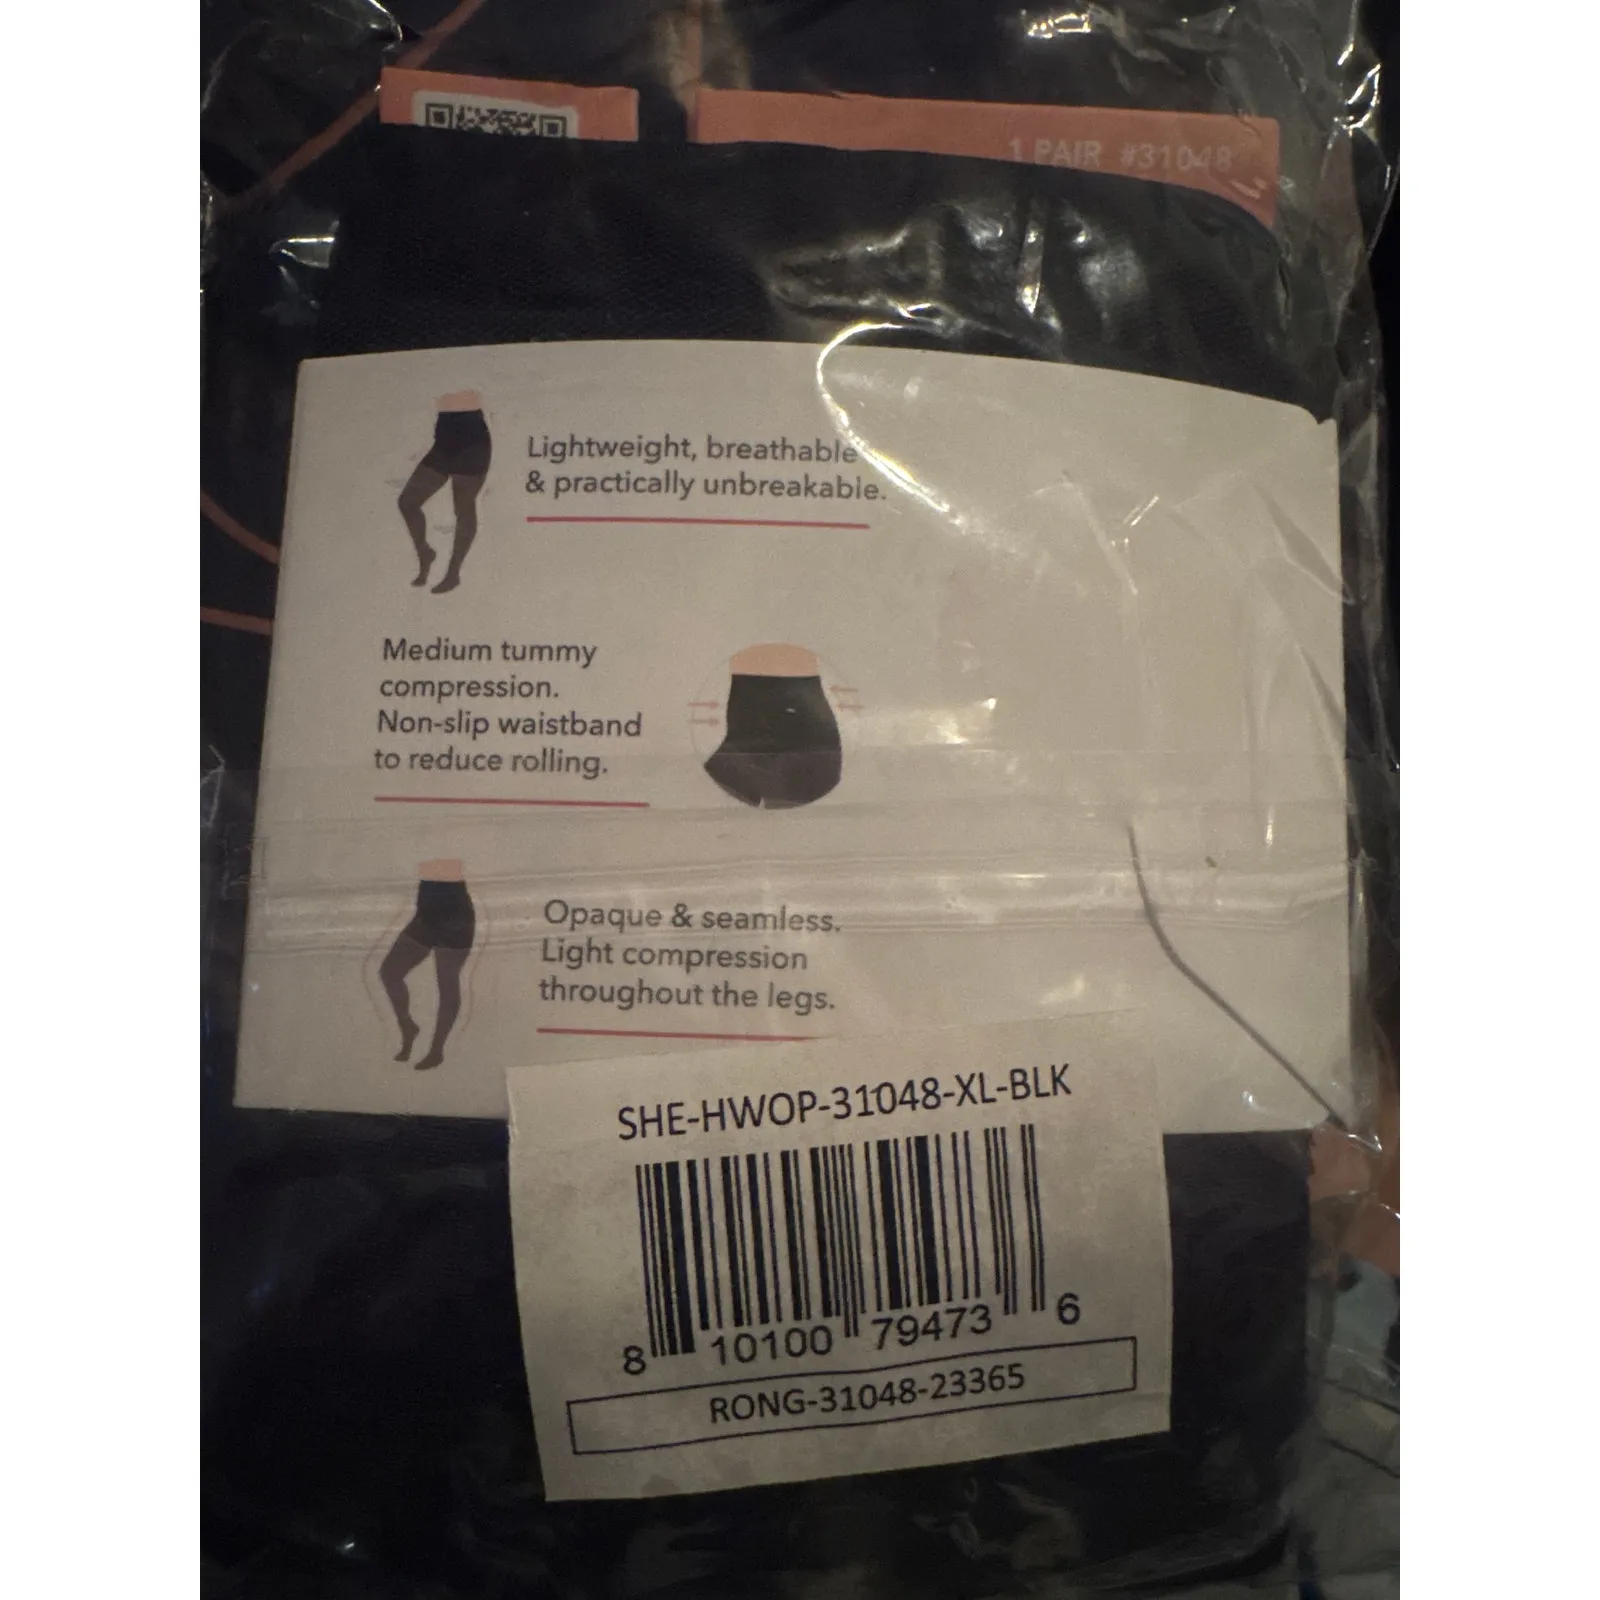 1 PAIR #31048
Lightweight, breathable
& practically unbreakable.
Medium tummy
compression.
Non-slip waistband
to reduce rolling.
Opaque & seamless.
Light compression
throughout the legs.
SHE-HWOP-31048-XL-BLK
8 10100 79473 6
RONG-31048-23365